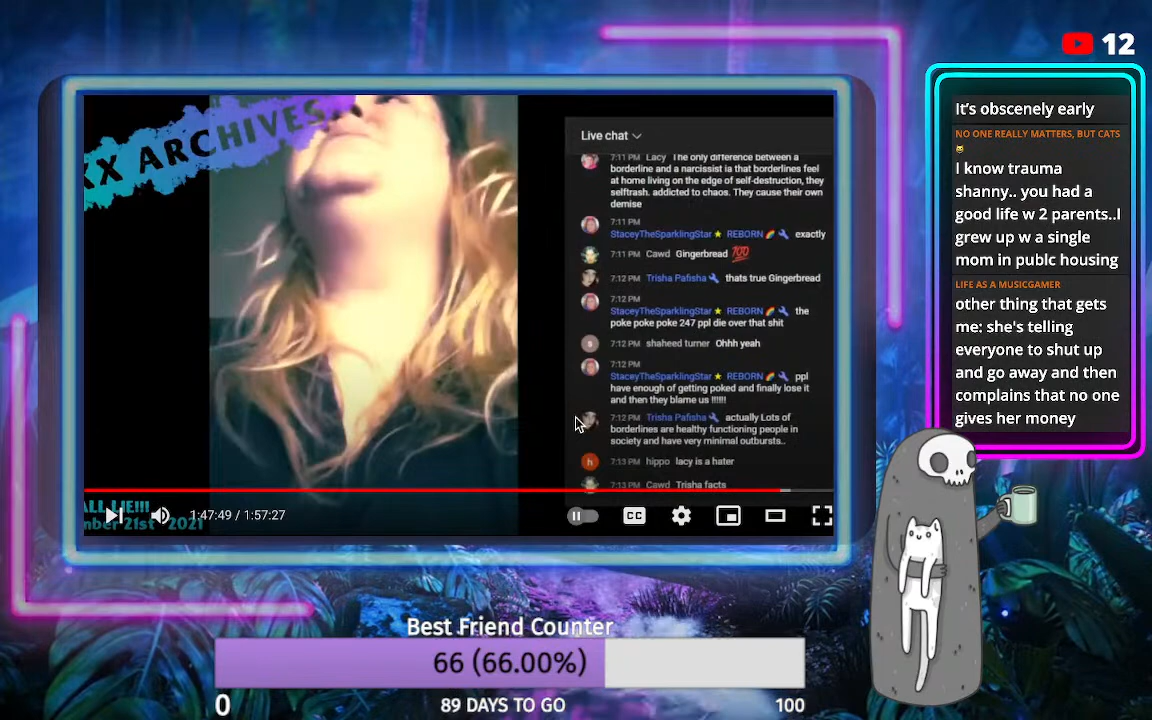 12
XX ARCHIVES...
Live chat
7:11 PM Lacy The only difference between a
borderline and a narcissist ia that borderlines feel
at home living on the edge of self-destruction, they
selftrash. addicted to chaos. They cause their own
demise
7:11 PM
StaceyTheSparklingStar ⭐ REBORN 🌈 exactly
7:11 PM Cawd Gingerbread 💯
7:12 PM Trisha Pafisha thats true Gingerbread
7:12 PM
StaceyTheSparklingStar ⭐ REBORN 🌈 the
poke poke poke 247 ppl die over that shit
S 7:12 PM shaheed turner Ohhh yeah
7:12 PM
StaceyTheSparklingStar ⭐ REBORN 🌈 ppl
have enough of getting poked and finally lose it
and then they blame us !!!!!!
7:12 PM Trisha Pafisha actually Lots of
borderlines are healthy functioning people in
society and have very minimal outbursts..
h 7:13 PM hippo lacy is a hater
7:13 PM Cawd Trisha facts
ALL LIE!!!
mber 21st 2021
1:47:49 / 1:57:27
CC
It's obscenely early
NO ONE REALLY MATTERS, BUT CATS
🐱
I know trauma
shanny.. you had a
good life w 2 parents..I
grew up w a single
mom in publc housing
LIFE AS A MUSICGAMER
other thing that gets
me: she's telling
everyone to shut up
and go away and then
complains that no one
gives her money
Best Friend Counter
66 (66.00%)
0 89 DAYS TO GO 100